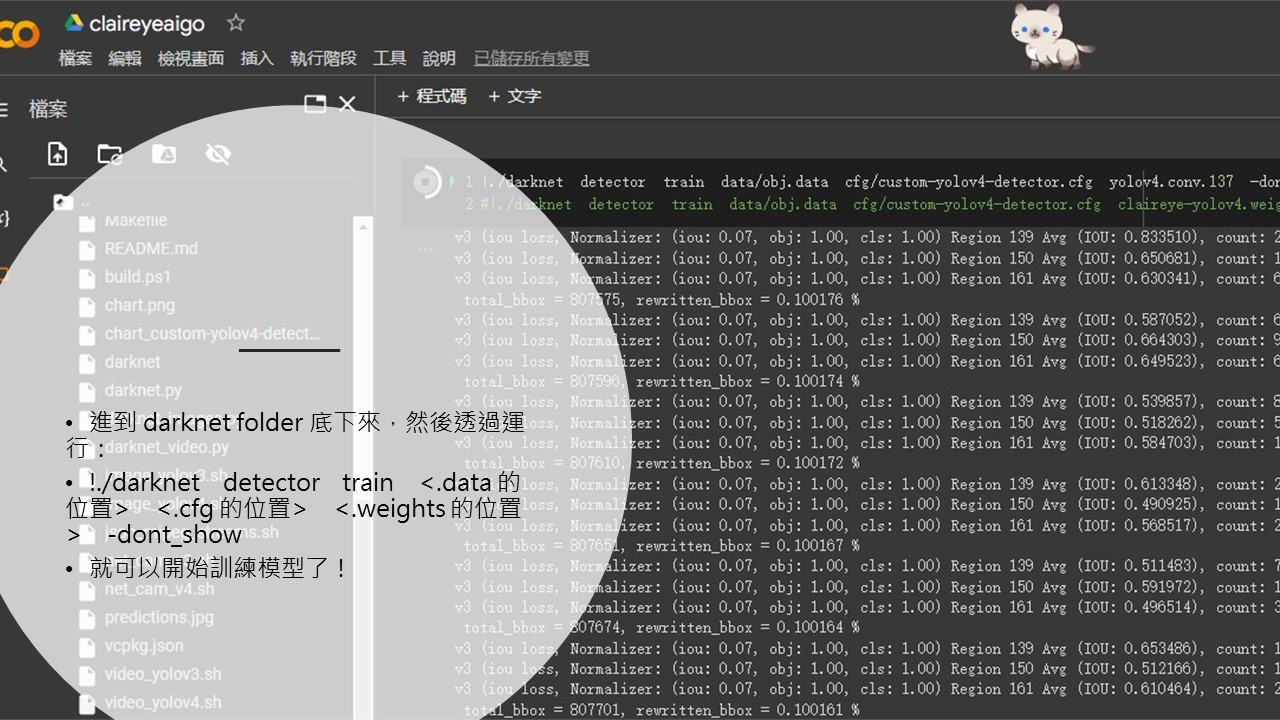 CO
claireyeaigo
檔案 編輯 檢視畫面 插入 執行階段 工具 說明 已儲存所有變更
檔案
+ 程式碼 + 文字
..
Makefile
README.md
build.ps1
chart.png
chart_custom-yolov4-detect...
darknet
darknet.py
darknet_video.py
image_yolov3.sh
net_cam_v4.sh
predictions.jpg
vcpkg.json
video_yolov3.sh
video_yolov4.sh
• 進到 darknet folder 底下來，然後透過運
行：
• !./darknet detector train <.data 的
位置> <.cfg 的位置> <.weights 的位置
> -dont_show
• 就可以開始訓練模型了！
1 !./darknet detector train data/obj.data cfg/custom-yolov4-detector.cfg yolov4.conv.137 -don
2 #!./darknet detector train data/obj.data cfg/custom-yolov4-detector.cfg claireye-yolov4.weig
v3 (iou loss, Normalizer: (iou: 0.07, obj: 1.00, cls: 1.00) Region 139 Avg (IOU: 0.833510), count: 2
v3 (iou loss, Normalizer: (iou: 0.07, obj: 1.00, cls: 1.00) Region 150 Avg (IOU: 0.650681), count: 1
v3 (iou loss, Normalizer: (iou: 0.07, obj: 1.00, cls: 1.00) Region 161 Avg (IOU: 0.630341), count: 6
total_bbox = 807575, rewritten_bbox = 0.100176 %
v3 (iou loss, Normalizer: (iou: 0.07, obj: 1.00, cls: 1.00) Region 139 Avg (IOU: 0.587052), count: 6
v3 (iou loss, Normalizer: (iou: 0.07, obj: 1.00, cls: 1.00) Region 150 Avg (IOU: 0.664303), count: 9
v3 (iou loss, Normalizer: (iou: 0.07, obj: 1.00, cls: 1.00) Region 161 Avg (IOU: 0.649523), count: 6
total_bbox = 807596, rewritten_bbox = 0.100174 %
v3 (iou loss, Normalizer: (iou: 0.07, obj: 1.00, cls: 1.00) Region 139 Avg (IOU: 0.539857), count: 8
v3 (iou loss, Normalizer: (iou: 0.07, obj: 1.00, cls: 1.00) Region 150 Avg (IOU: 0.518262), count: 5
v3 (iou loss, Normalizer: (iou: 0.07, obj: 1.00, cls: 1.00) Region 161 Avg (IOU: 0.584703), count: 1
total_bbox = 807610, rewritten_bbox = 0.100172 %
v3 (iou loss, Normalizer: (iou: 0.07, obj: 1.00, cls: 1.00) Region 139 Avg (IOU: 0.613348), count: 2
v3 (iou loss, Normalizer: (iou: 0.07, obj: 1.00, cls: 1.00) Region 150 Avg (IOU: 0.490925), count: 1
v3 (iou loss, Normalizer: (iou: 0.07, obj: 1.00, cls: 1.00) Region 161 Avg (IOU: 0.568517), count: 2
total_bbox = 807651, rewritten_bbox = 0.100167 %
v3 (iou loss, Normalizer: (iou: 0.07, obj: 1.00, cls: 1.00) Region 139 Avg (IOU: 0.511483), count: 7
v3 (iou loss, Normalizer: (iou: 0.07, obj: 1.00, cls: 1.00) Region 150 Avg (IOU: 0.591972), count: 1
v3 (iou loss, Normalizer: (iou: 0.07, obj: 1.00, cls: 1.00) Region 161 Avg (IOU: 0.496514), count: 3
total_bbox = 807674, rewritten_bbox = 0.100164 %
v3 (iou loss, Normalizer: (iou: 0.07, obj: 1.00, cls: 1.00) Region 139 Avg (IOU: 0.653486), count: 1
v3 (iou loss, Normalizer: (iou: 0.07, obj: 1.00, cls: 1.00) Region 150 Avg (IOU: 0.512166), count: 1
v3 (iou loss, Normalizer: (iou: 0.07, obj: 1.00, cls: 1.00) Region 161 Avg (IOU: 0.610464), count: 2
total_bbox = 807701, rewritten_bbox = 0.100161 %